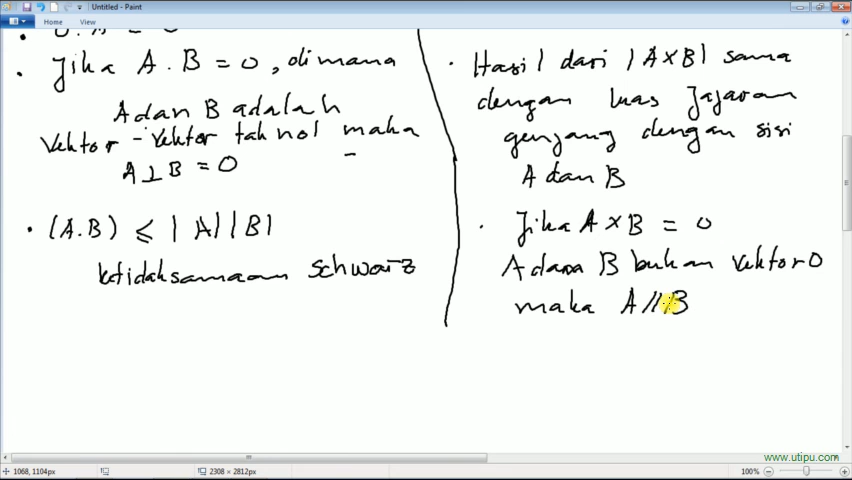 Untitled - Paint
Home View
Jika A . B = 0 , dimana
A dan B adalah
Vektor - Vektor tak nol maka
A ⊥ B = 0
(A.B) ≤ |A||B|
ketidaksamaan Schwarz
Hasil dari |A×B| sama
dengan luas Jajaran
genjang dengan sisi
A dan B
Jika A × B = 0
A dan B bukan vektor 0
maka A//B
www.utipu.com
1068, 1104px
2308 × 2812px
100%